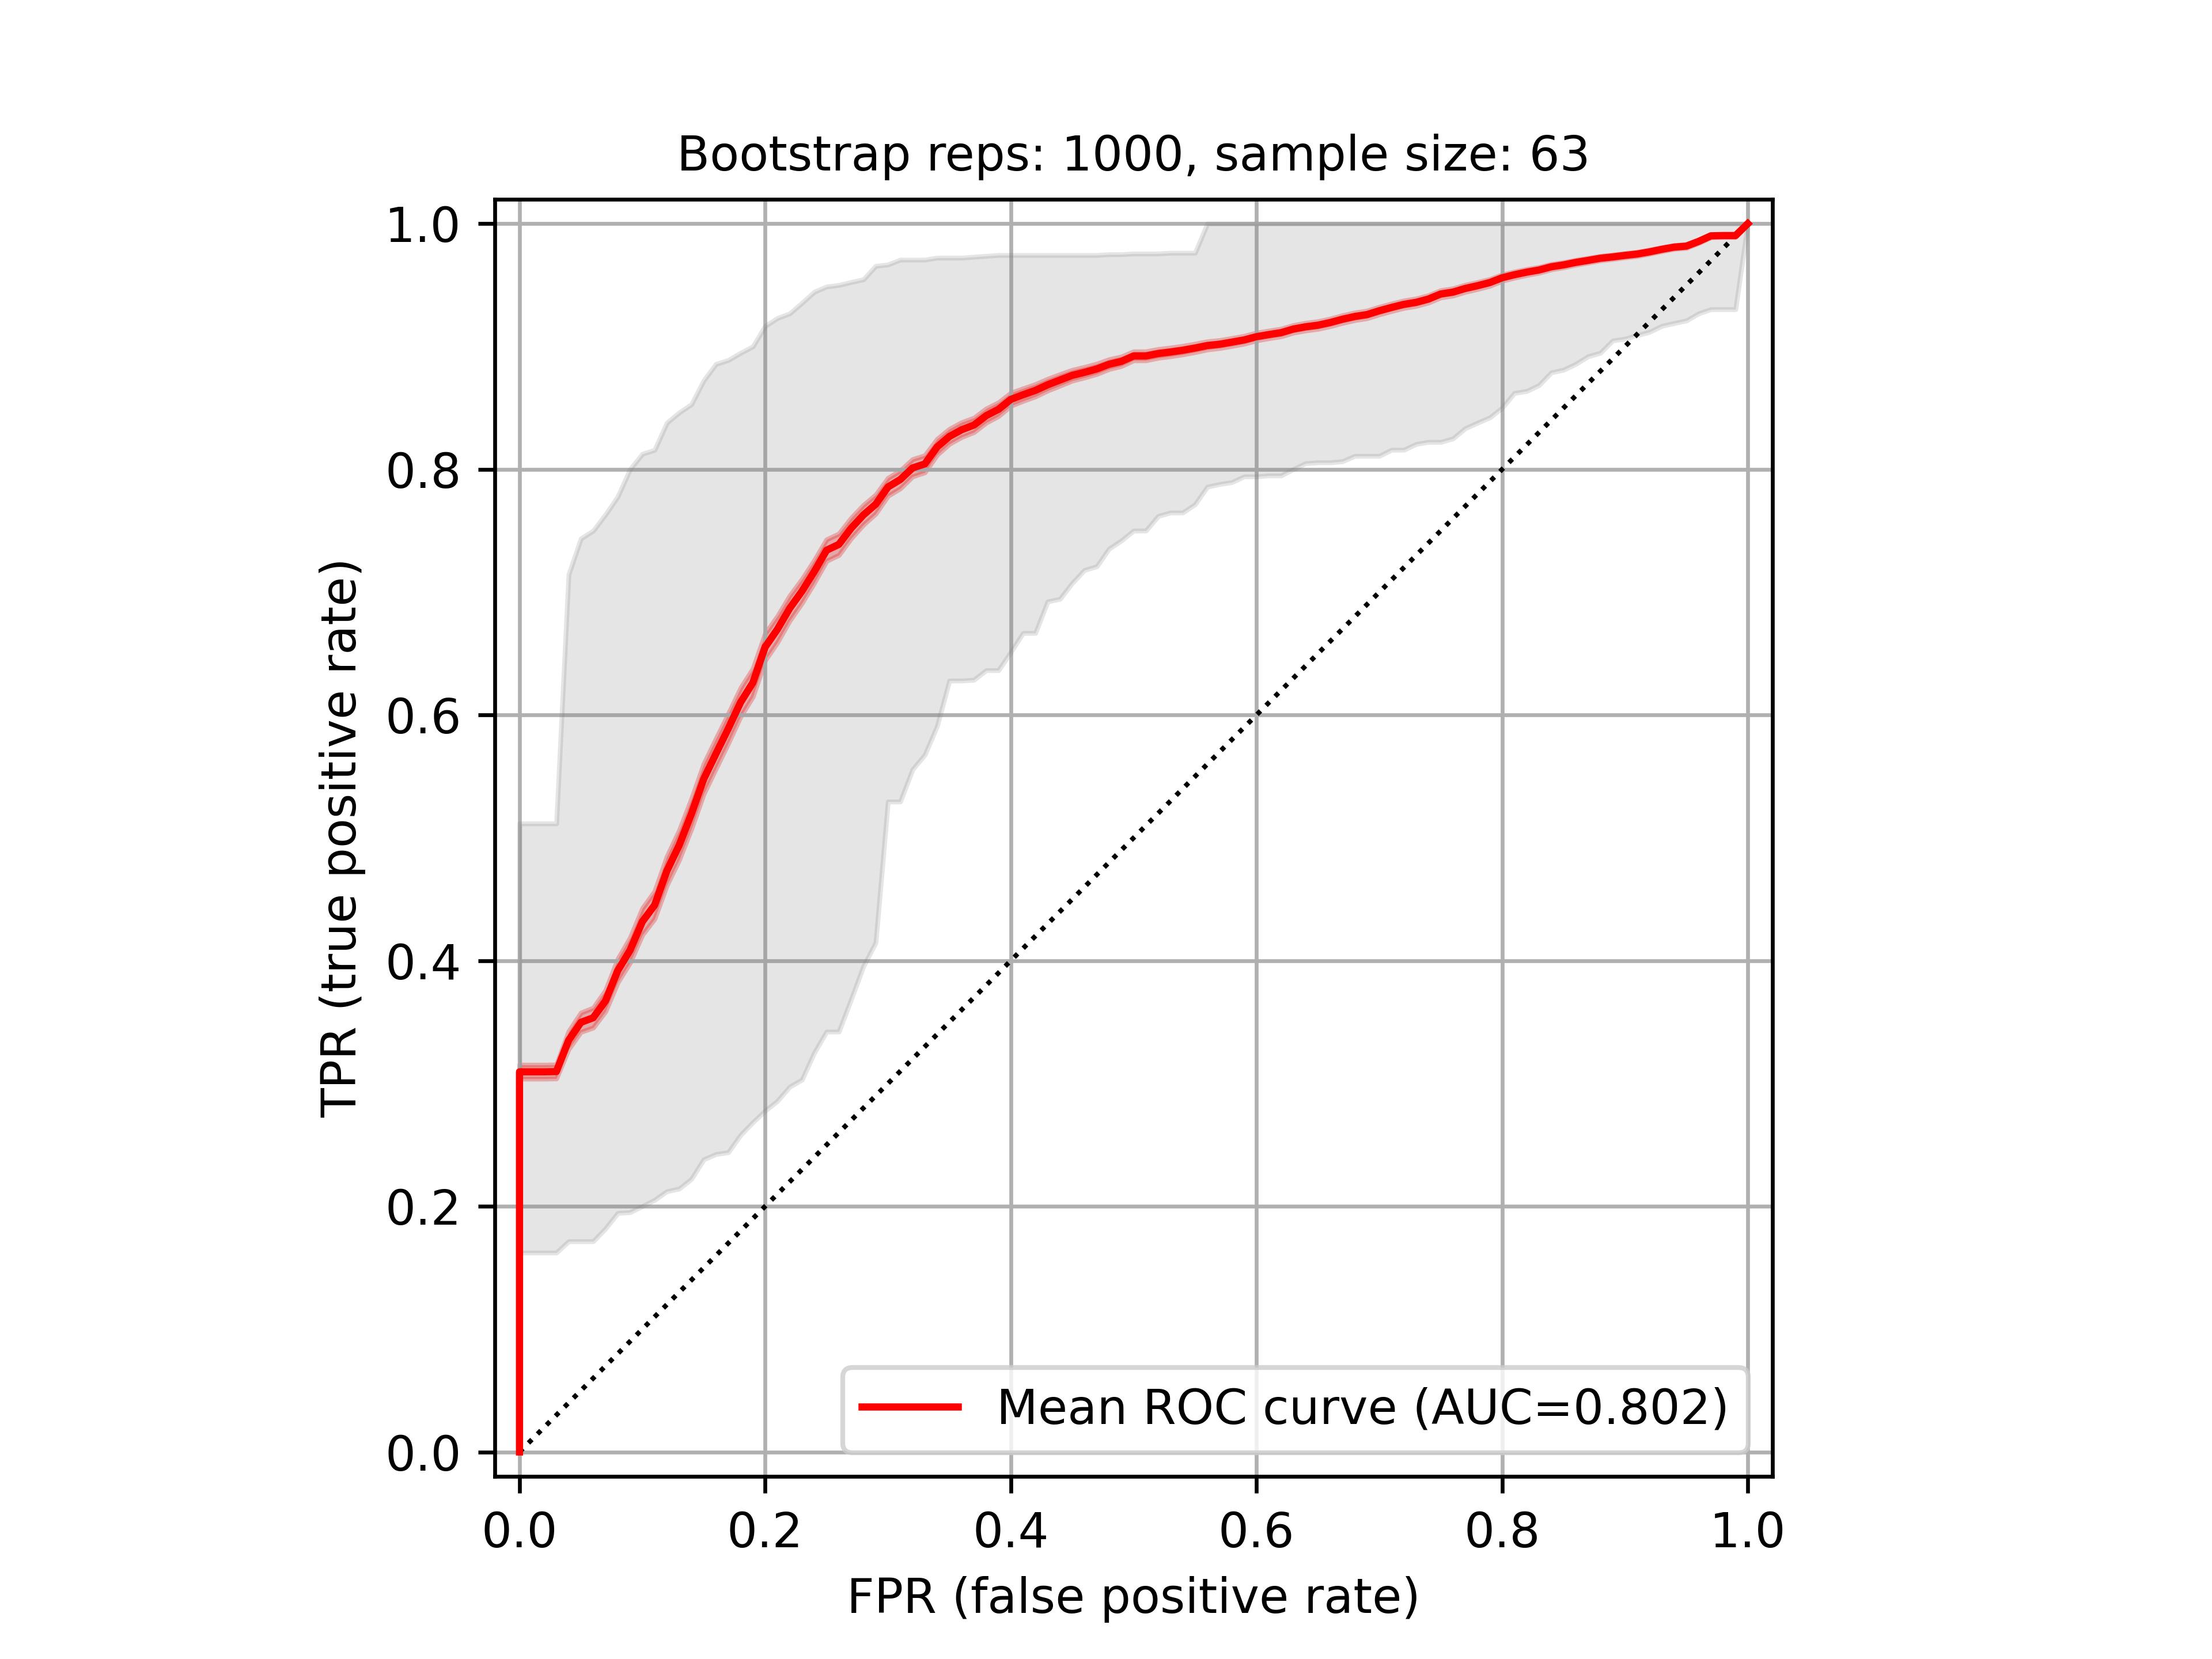 Bootstrap reps: 1000, sample size: 63
1.0
0.8
0.6
0.4
0.2
0.0
TPR (true positive rate)
Mean ROC curve (AUC=0.802)
0.0 0.2 0.4 0.6 0.8 1.0
FPR (false positive rate)